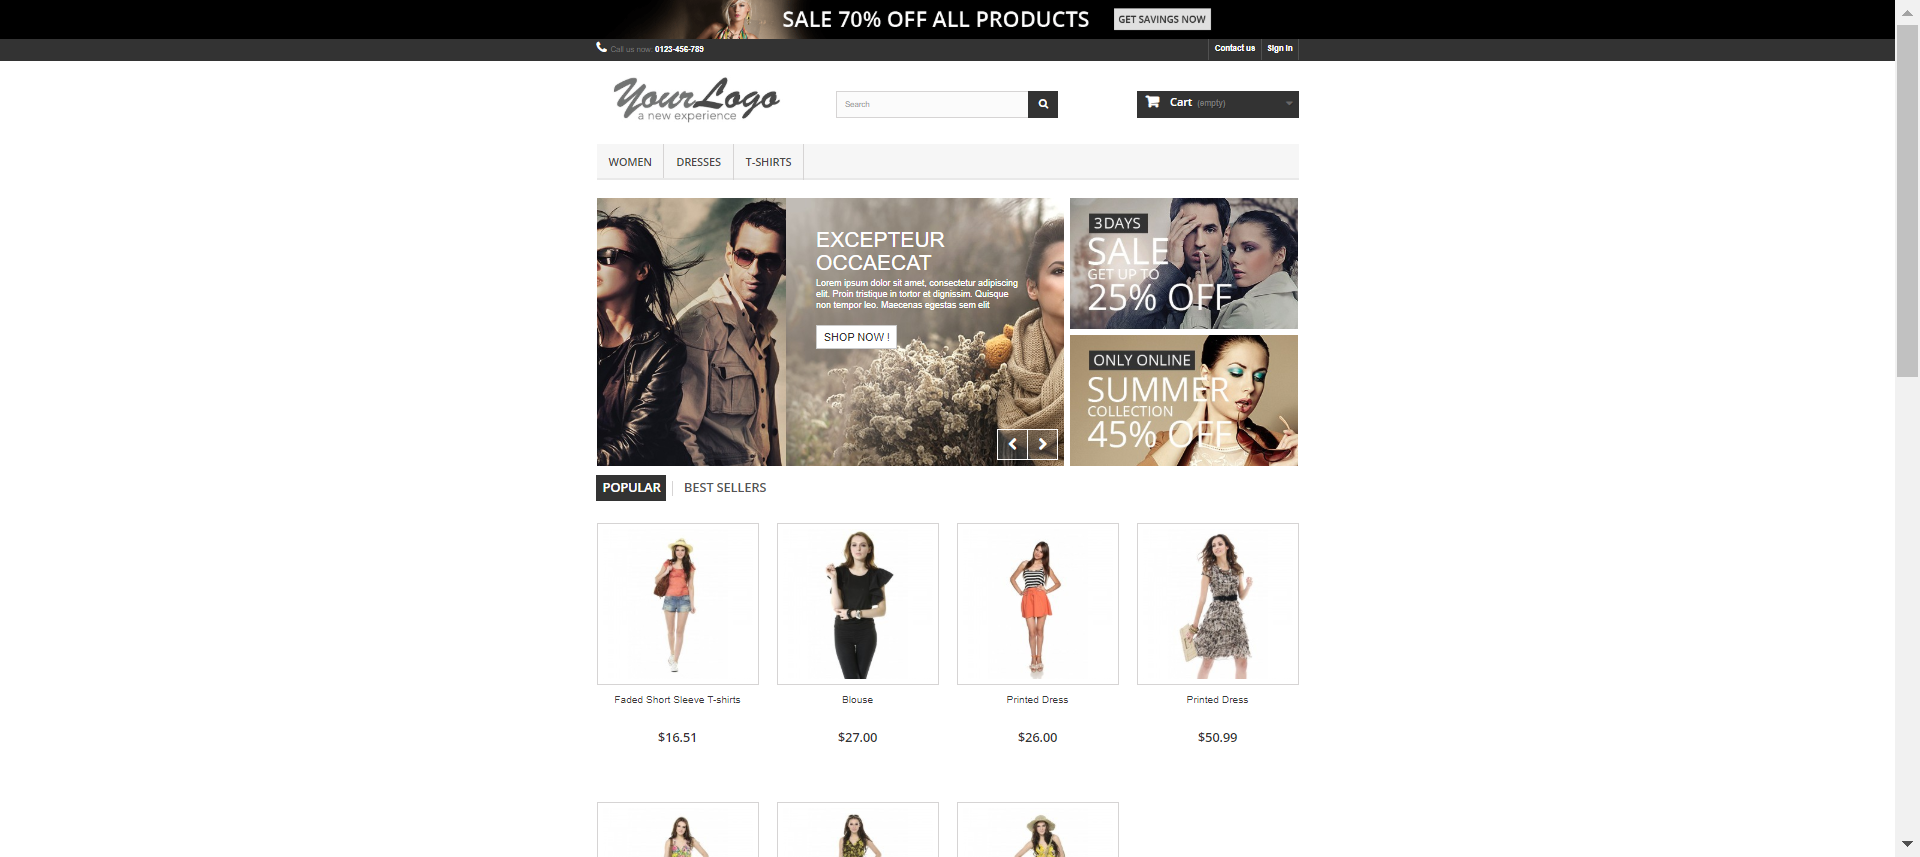 SALE 70% OFF ALL PRODUCTS
GET SAVINGS NOW
Call us now: 0123-456-789
Contact us
Sign in
YourLogo
a new experience
Search
Cart (empty)
WOMEN
DRESSES
T-SHIRTS
EXCEPTEUR
OCCAECAT
Lorem ipsum dolor sit amet, consectetur adipiscing
elit. Proin tristique in tortor et dignissim. Quisque
non tempor leo. Maecenas egestas sem elit
SHOP NOW !
3DAYS
SALE
GET UP TO
25% OFF
ONLY ONLINE
SUMMER
COLLECTION
45% OFF
POPULAR
BEST SELLERS
Faded Short Sleeve T-shirts
$16.51
Blouse
$27.00
Printed Dress
$26.00
Printed Dress
$50.99